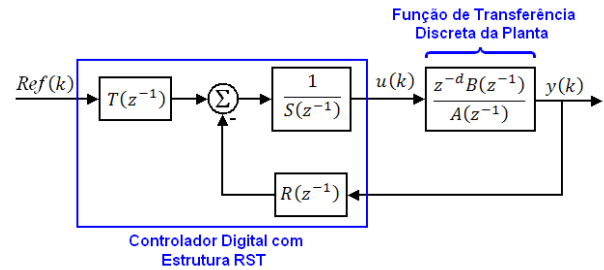 Função de Transferência
Discreta da Planta
Ref(k)
T(z⁻¹)
Σ
-
1
S(z⁻¹)
u(k)
z⁻ᵈB(z⁻¹)
A(z⁻¹)
y(k)
R(z⁻¹)
Controlador Digital com
Estrutura RST